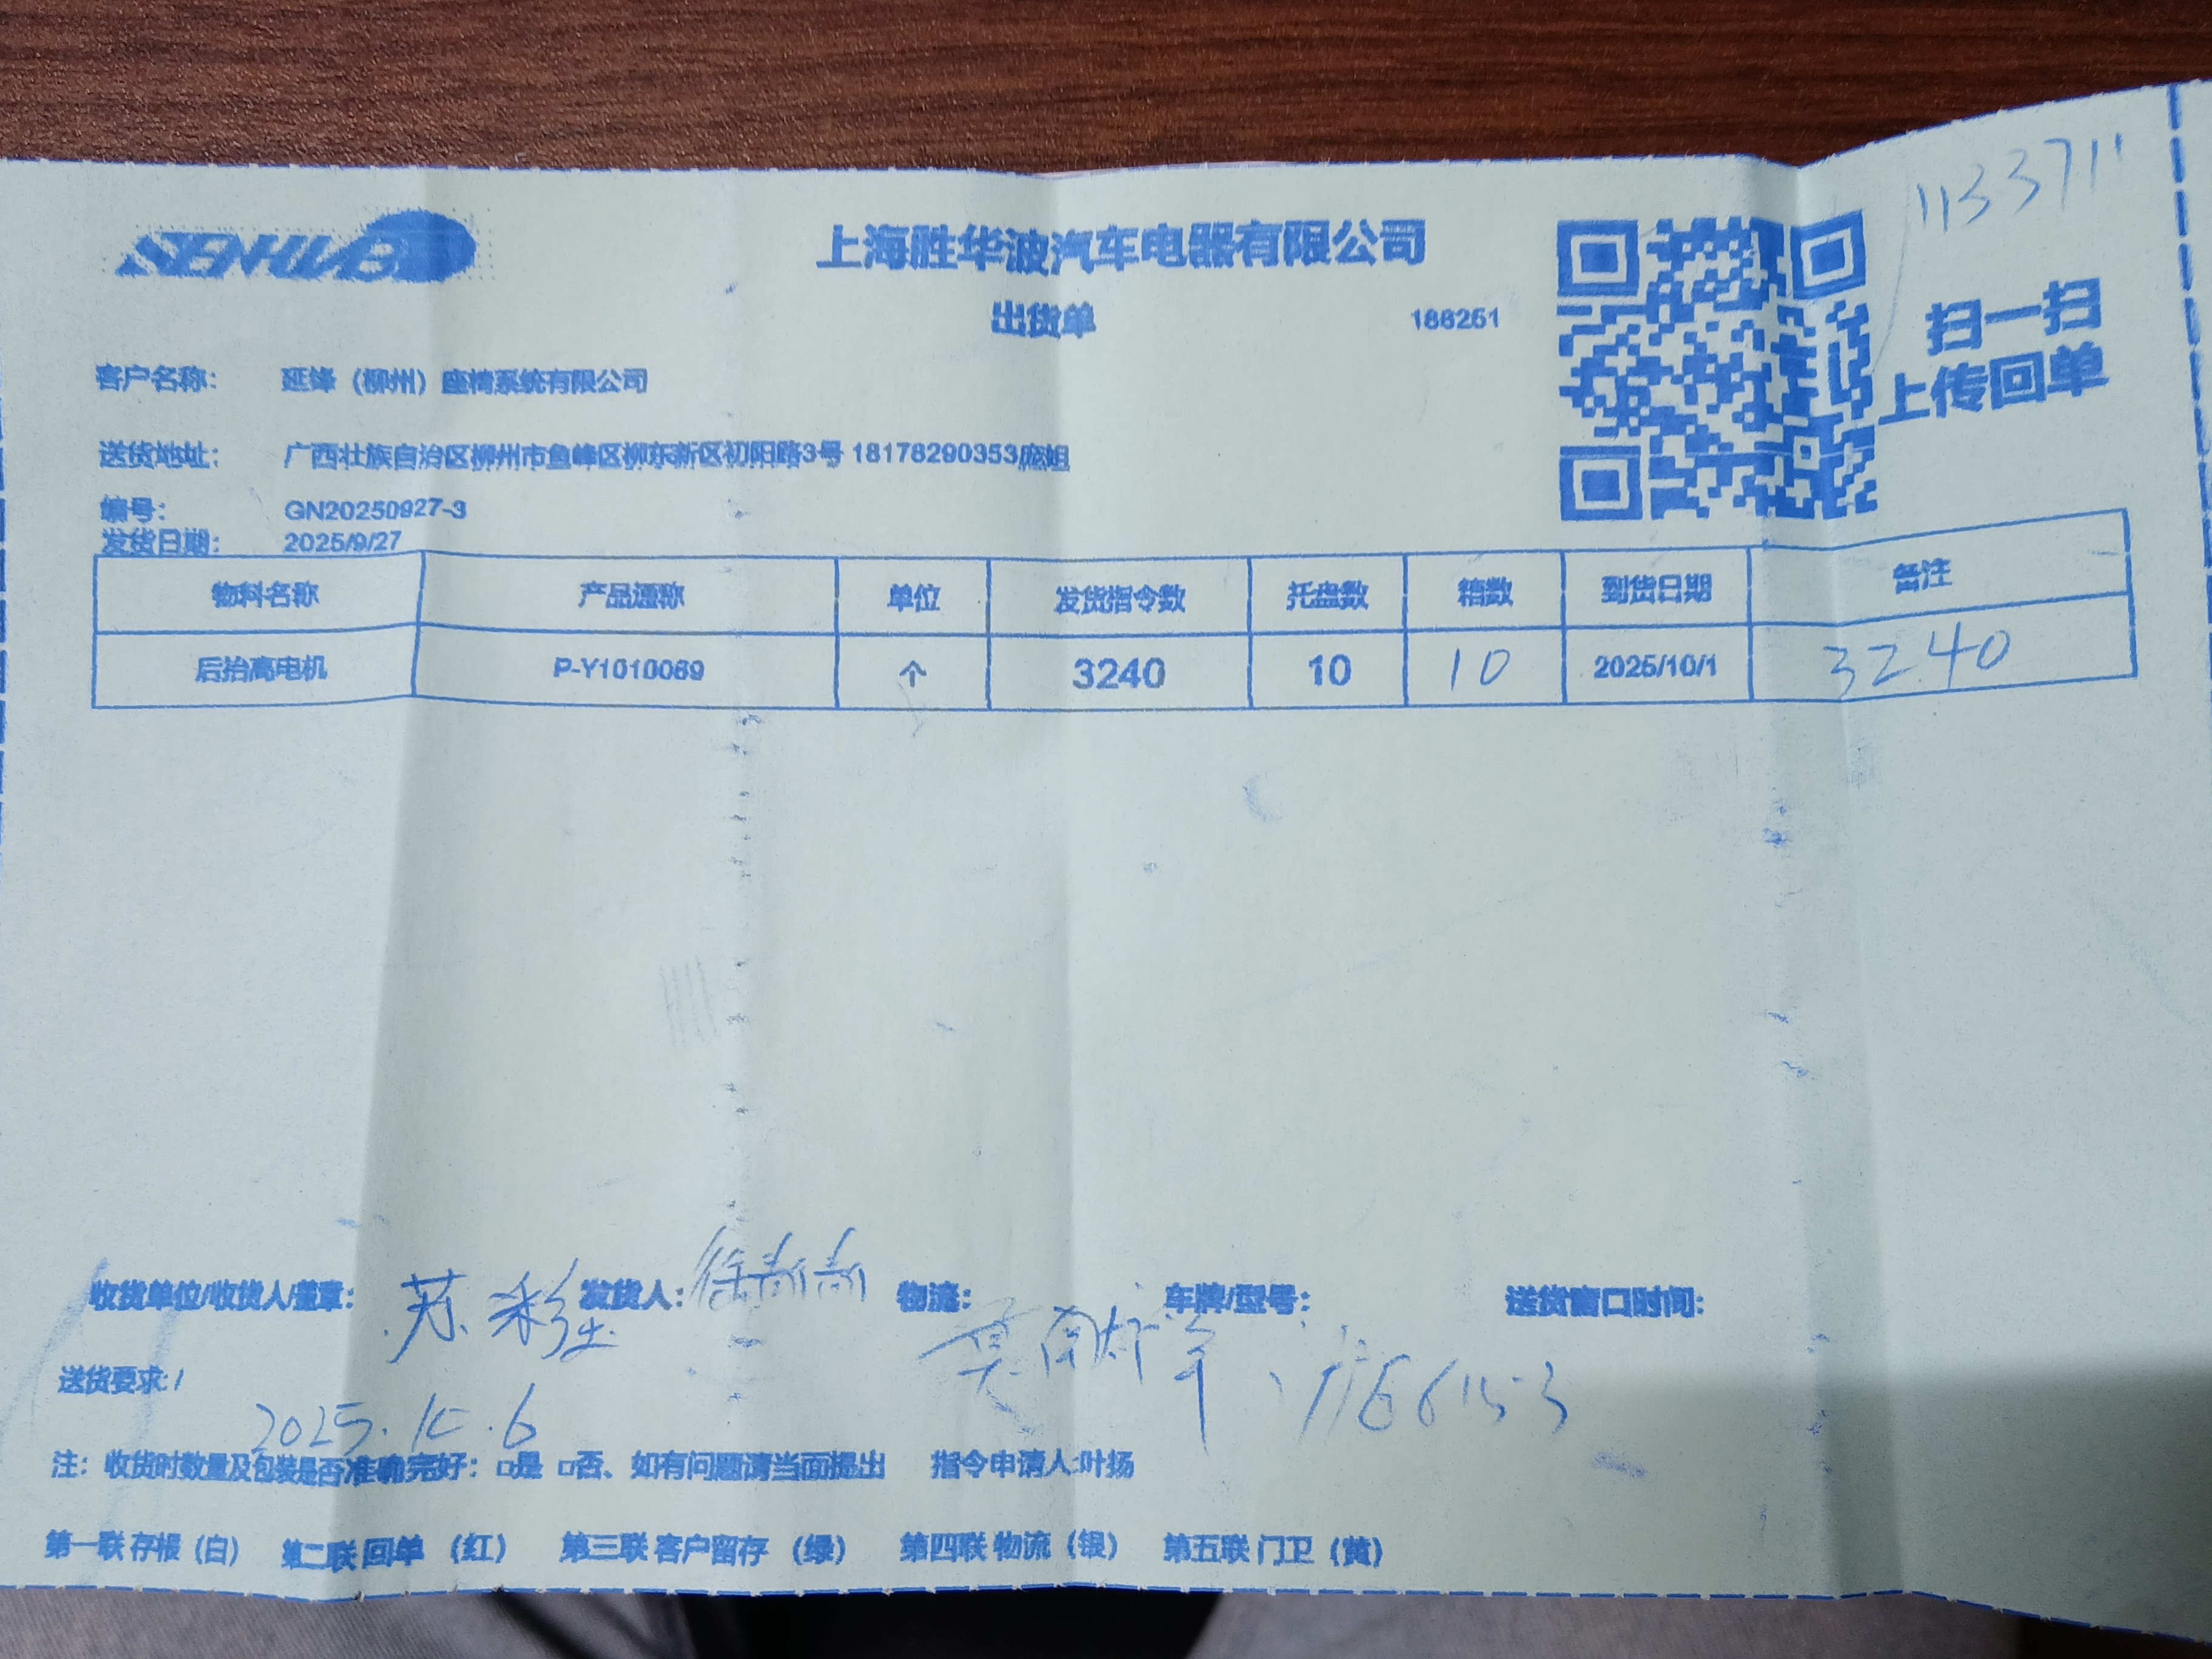 1133711
SENHWA
上海胜华波汽车电器有限公司
出货单 188251
扫一扫
上传回单
客户名称： 延锋（柳州）座椅系统有限公司
送货地址： 广西壮族自治区柳州市鱼峰区柳东新区初阳路3号 18178290353庞姐
编号： GN20250927-3
发货日期： 2025/9/27
物料名称 产品通称 单位 发货指令数 托盘数 箱数 到货日期 备注
后抬高电机 P-Y1010069 个 3240 10 10 2025/10/1 3240
收货单位/收货人/盖章： 苏 发货人： 徐 物流： 车牌/型号： 送货窗口时间：
送货要求：/
2025.10.6
注： 收货时数量及包装是否准确完好： □是 □否、如有问题请当面提出 指令申请人:叶扬
第一联 存根（白） 第二联 回单 （红） 第三联 客户留存 （绿） 第四联 物流（银） 第五联 门卫（黄）